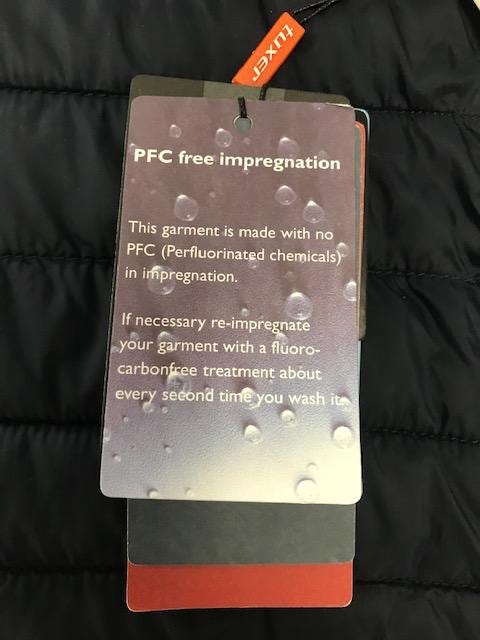 tuxer
PFC free impregnation
This garment is made with no
PFC (Perfluorinated chemicals)
in impregnation.
If necessary re-impregnate
your garment with a fluoro-
carbonfree treatment about
every second time you wash it.